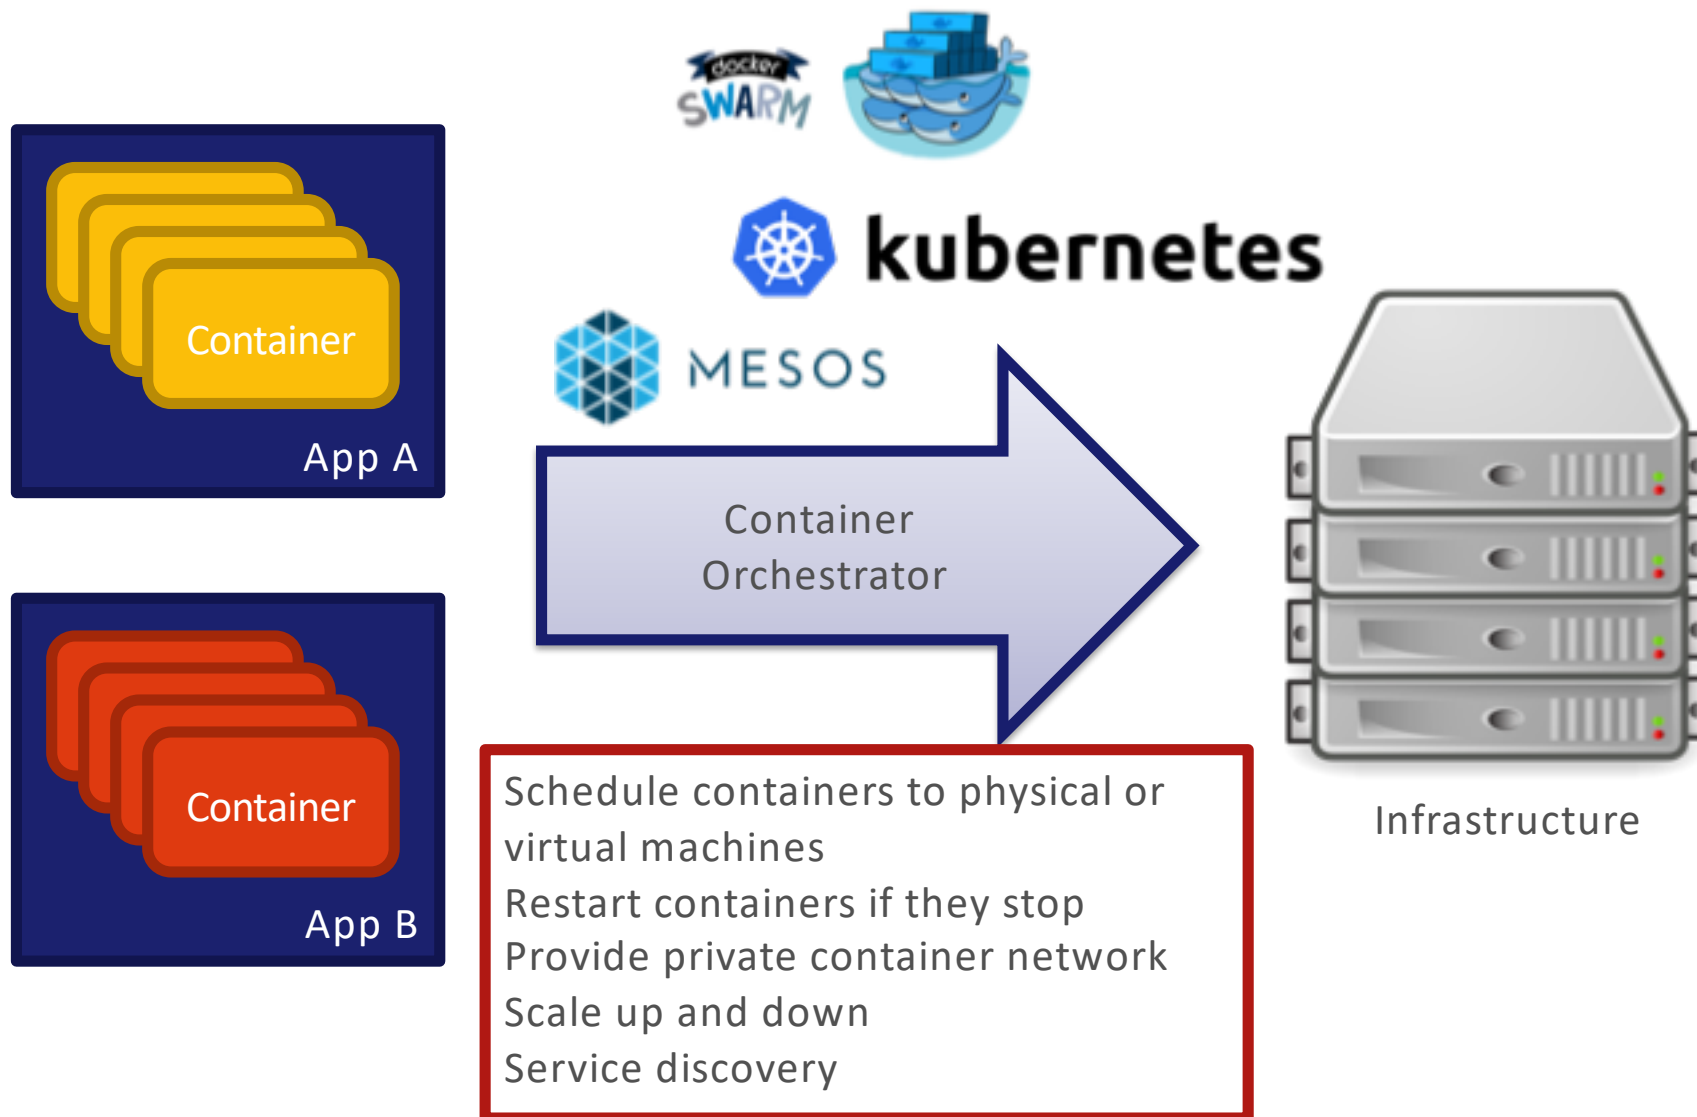 docker
SWARM
kubernetes
MESOS
Container
App A
Container
Orchestrator
Container
App B
Schedule containers to physical or
virtual machines
Restart containers if they stop
Provide private container network
Scale up and down
Service discovery
Infrastructure